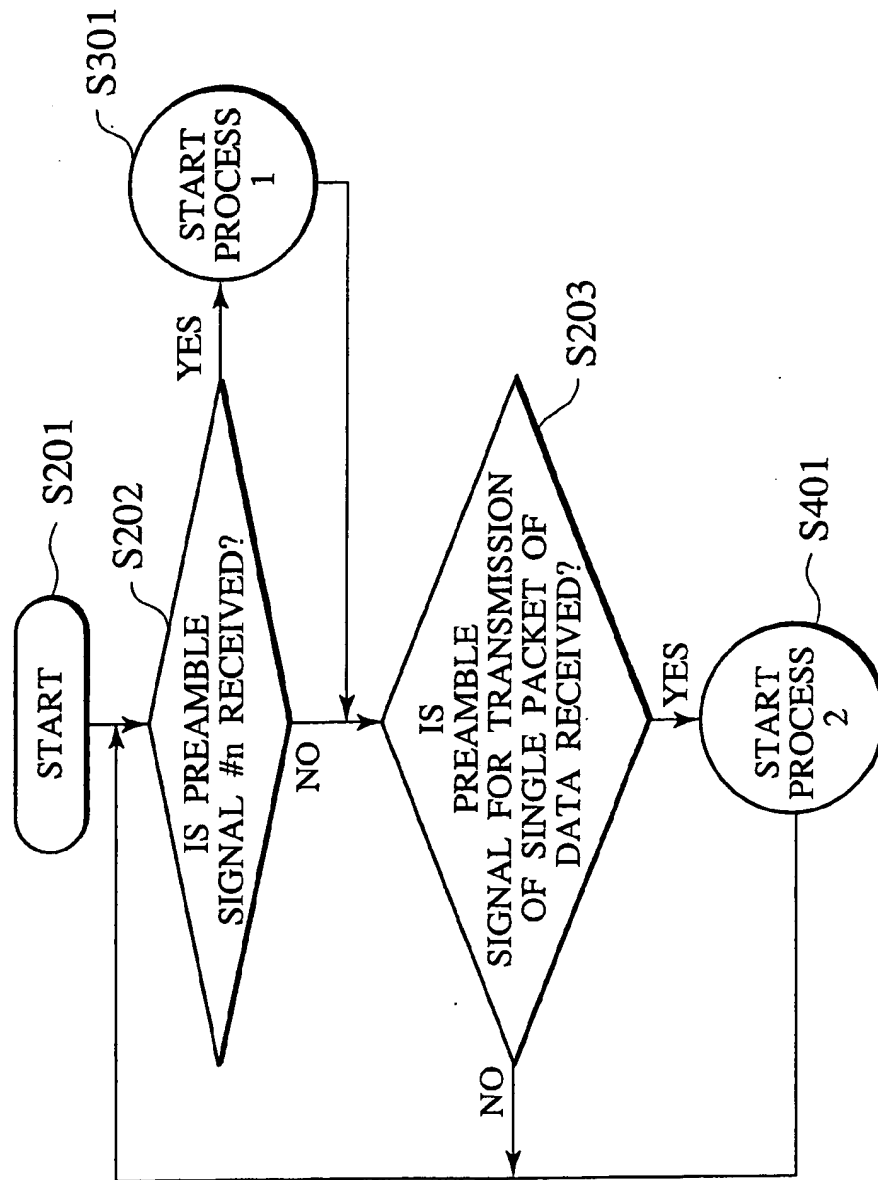 START
S201
IS PREAMBLE
SIGNAL #n RECEIVED?
S202
YES
START
PROCESS
1
S301
NO
IS
PREAMBLE
SIGNAL FOR TRANSMISSION
OF SINGLE PACKET OF
DATA RECEIVED?
S203
NO
YES
START
PROCESS
2
S401